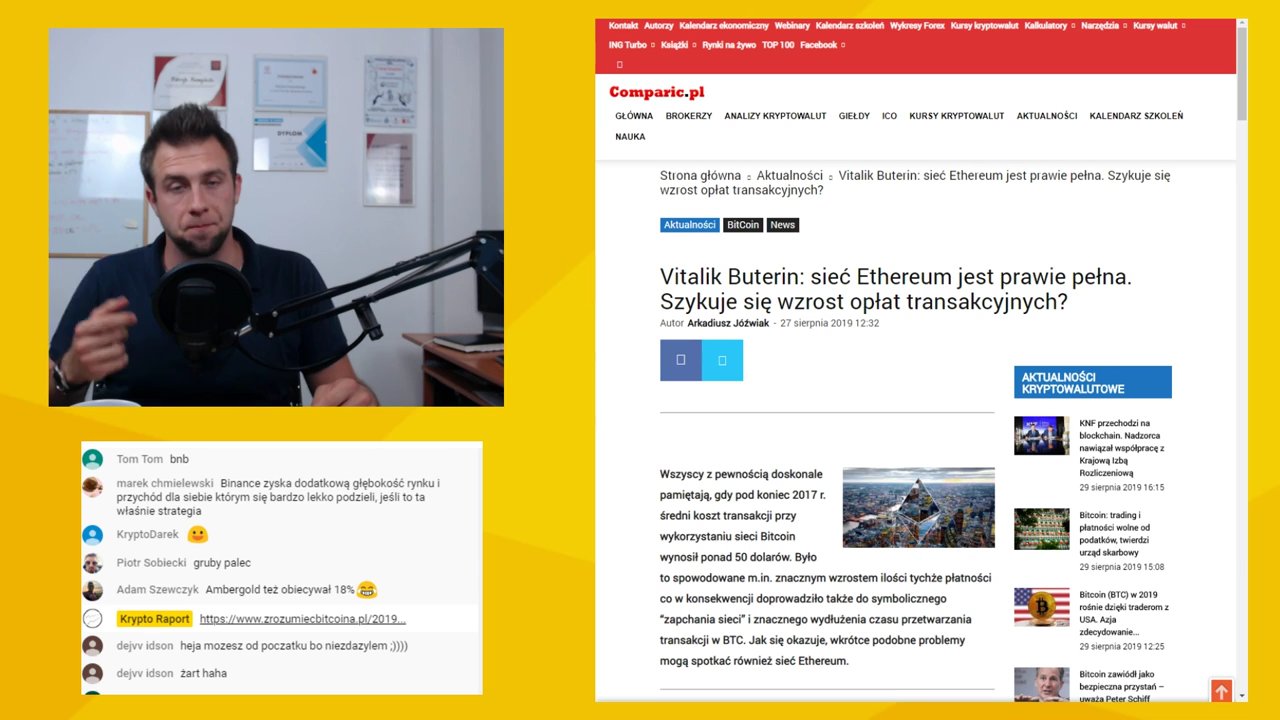 DYPLOM
Tom Tom bnb
marek chmielewski Binance zyska dodatkową głębokość rynku i
przychód dla siebie którym się bardzo lekko podzieli, jeśli to ta
właśnie strategia
KryptoDarek
Piotr Sobiecki gruby palec
Adam Szewczyk Ambergold też obiecywał 18%
Krypto Raport https://www.zrozumiecbitcoina.pl/2019...
dejvv idson heja mozesz od poczatku bo niezdazylem ;))))
dejvv idson żart haha
Kontakt Autorzy Kalendarz ekonomiczny Webinary Kalendarz szkoleń Wykresy Forex Kursy kryptowalut Kalkulatory Narzędzia Kursy walut
ING Turbo Książki Rynki na żywo TOP 100 Facebook
Comparic.pl
GŁÓWNA BROKERZY ANALIZY KRYPTOWALUT GIEŁDY ICO KURSY KRYPTOWALUT AKTUALNOŚCI KALENDARZ SZKOLEŃ
NAUKA
Strona główna Aktualności Vitalik Buterin: sieć Ethereum jest prawie pełna. Szykuje się
wzrost opłat transakcyjnych?
Aktualności BitCoin News
Vitalik Buterin: sieć Ethereum jest prawie pełna.
Szykuje się wzrost opłat transakcyjnych?
Autor Arkadiusz Jóźwiak - 27 sierpnia 2019 12:32
Wszyscy z pewnością doskonale
pamiętają, gdy pod koniec 2017 r.
średni koszt transakcji przy
wykorzystaniu sieci Bitcoin
wynosił ponad 50 dolarów. Było
to spowodowane m.in. znacznym wzrostem ilości tychże płatności
co w konsekwencji doprowadziło także do symbolicznego
"zapchania sieci" i znacznego wydłużenia czasu przetwarzania
transakcji w BTC. Jak się okazuje, wkrótce podobne problemy
mogą spotkać również sieć Ethereum.
AKTUALNOŚCI
KRYPTOWALUTOWE
KNF przechodzi na
blockchain. Nadzorca
nawiązał współpracę z
Krajową Izbą
Rozliczeniową
29 sierpnia 2019 16:15
Bitcoin: trading i
płatności wolne od
podatków, twierdzi
urząd skarbowy
29 sierpnia 2019 15:08
Bitcoin (BTC) w 2019
rośnie dzięki traderom z
USA. Azja
zdecydowanie...
29 sierpnia 2019 12:25
Bitcoin zawiódł jako
bezpieczna przystań –
uważa Peter Schiff